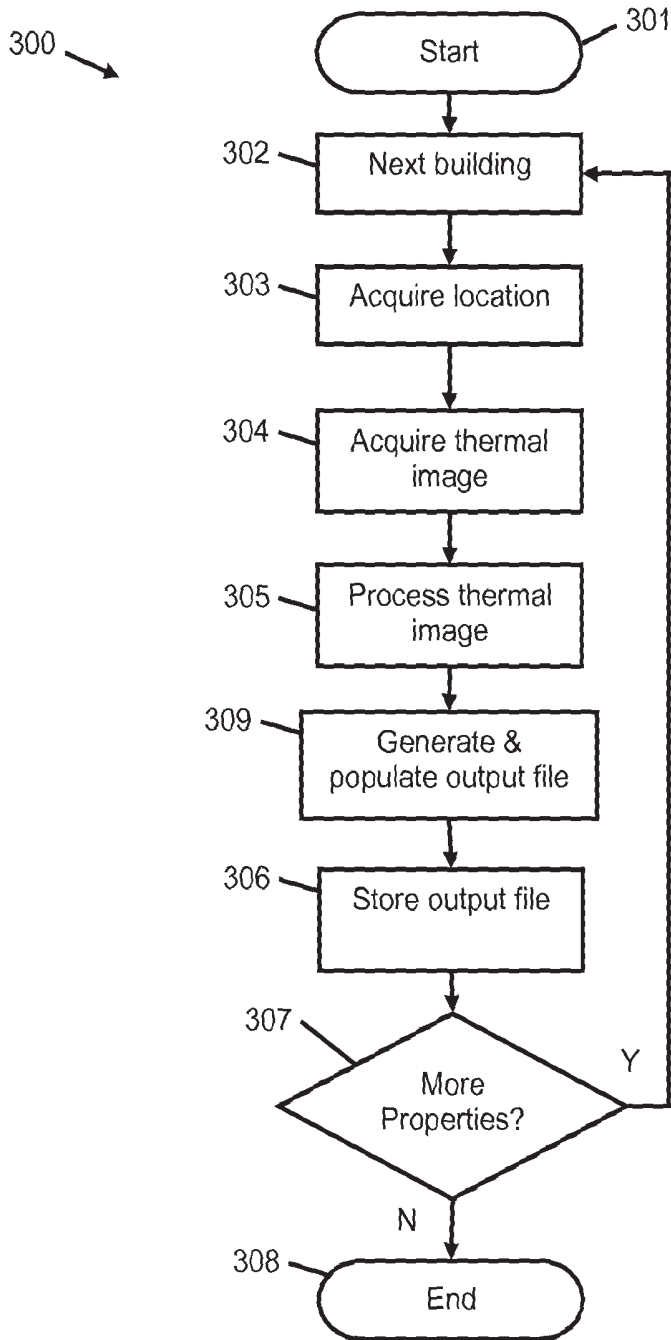 300
301
Start
302
Next building
303
Acquire location
304
Acquire thermal
image
305
Process thermal
image
309
Generate &
populate output file
306
Store output file
307
More
Properties?
Y
N
308
End